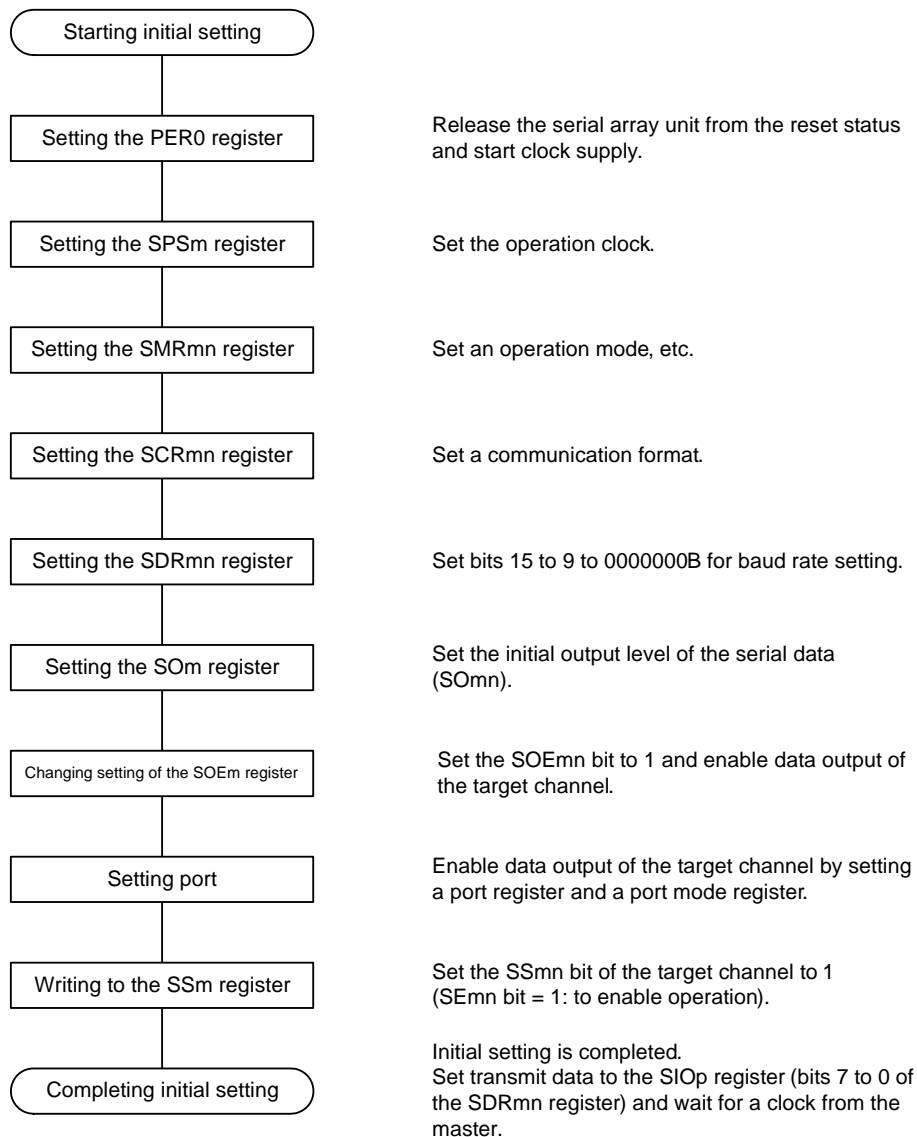 Starting initial setting
Setting the PER0 register
Release the serial array unit from the reset status
and start clock supply.
Setting the SPSm register
Set the operation clock.
Setting the SMRmn register
Set an operation mode, etc.
Setting the SCRmn register
Set a communication format.
Setting the SDRmn register
Set bits 15 to 9 to 0000000B for baud rate setting.
Setting the SOm register
Set the initial output level of the serial data
(SOmn).
Changing setting of the SOEm register
Set the SOEmn bit to 1 and enable data output of
the target channel.
Setting port
Enable data output of the target channel by setting
a port register and a port mode register.
Writing to the SSm register
Set the SSmn bit of the target channel to 1
(SEmn bit = 1: to enable operation).
Completing initial setting
Initial setting is completed.
Set transmit data to the SIOp register (bits 7 to 0 of
the SDRmn register) and wait for a clock from the
master.